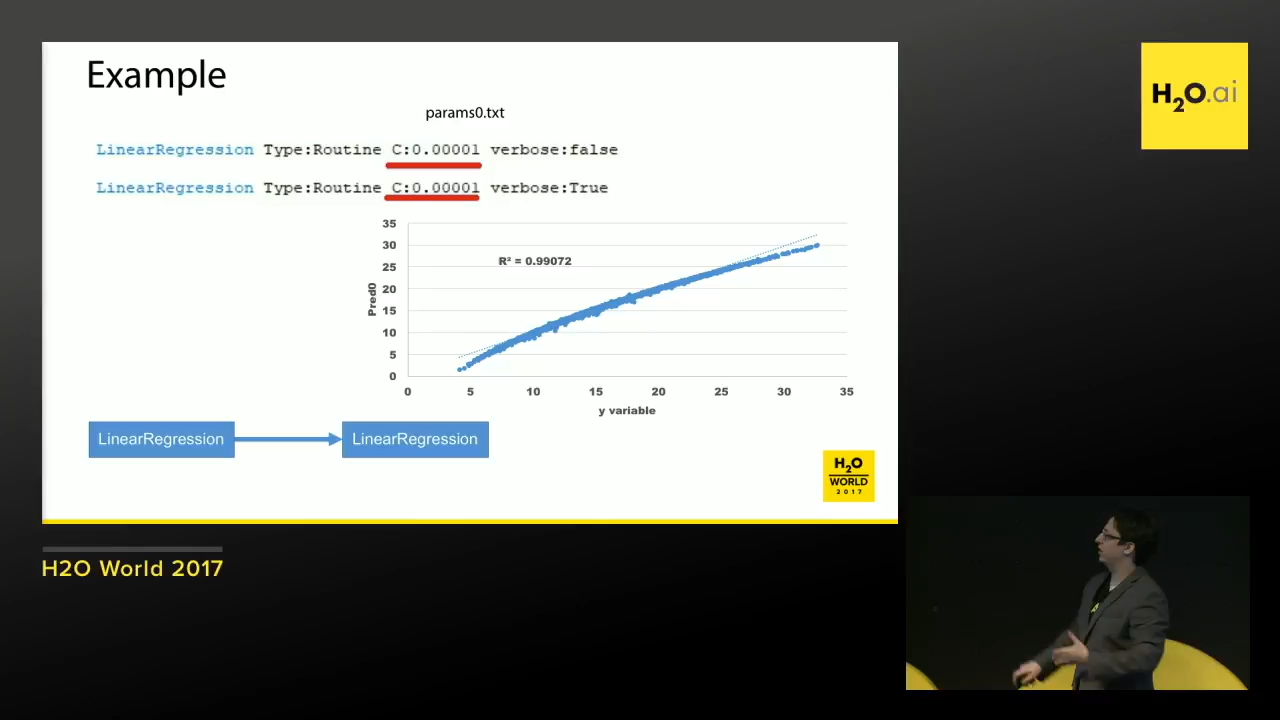 Example
params0.txt
LinearRegression Type:Routine C:0.00001 verbose:false
LinearRegression Type:Routine C:0.00001 verbose:True
35
30
25
20
15
10
5
0
Pred0
R² = 0.99072
0 5 10 15 20 25 30 35
y variable
LinearRegression LinearRegression
H2O
WORLD
2017
H2O.ai
H2O World 2017